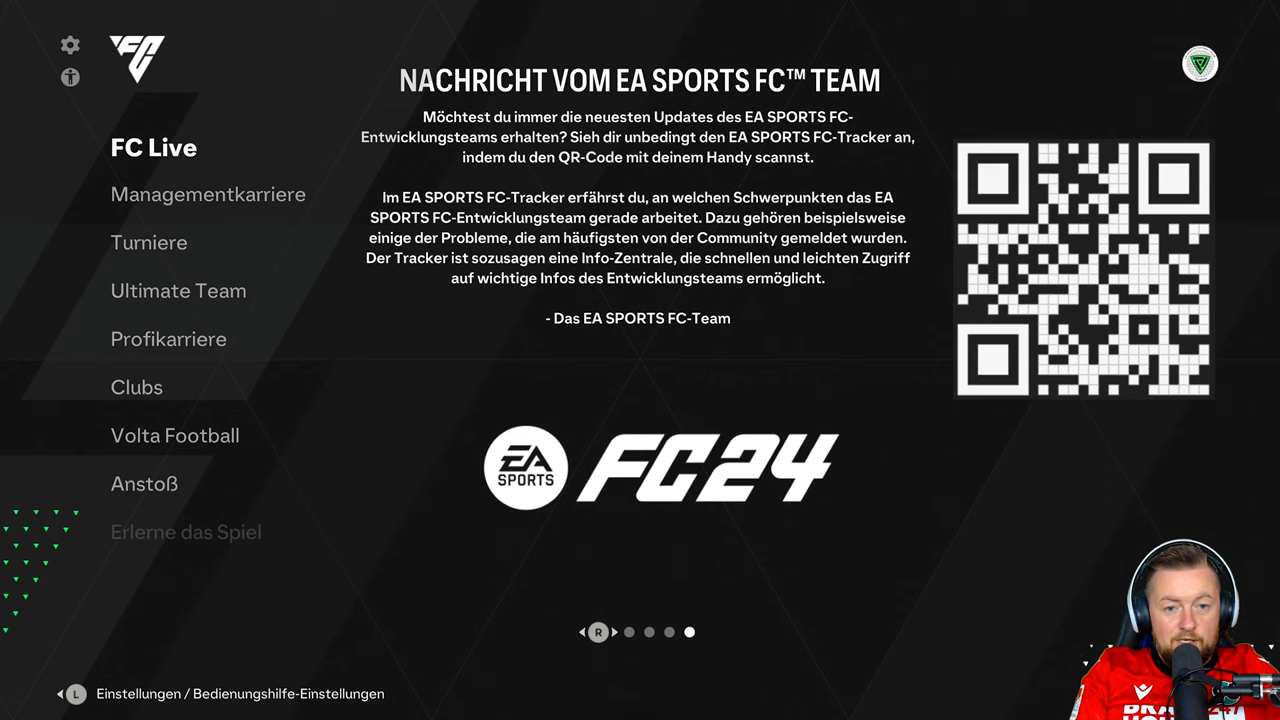 NACHRICHT VOM EA SPORTS FC™ TEAM
Möchtest du immer die neuesten Updates des EA SPORTS FC-
Entwicklungsteams erhalten? Sieh dir unbedingt den EA SPORTS FC-Tracker an,
indem du den QR-Code mit deinem Handy scannst.
Im EA SPORTS FC-Tracker erfährst du, an welchen Schwerpunkten das EA
SPORTS FC-Entwicklungsteam gerade arbeitet. Dazu gehören beispielsweise
einige der Probleme, die am häufigsten von der Community gemeldet wurden.
Der Tracker ist sozusagen eine Info-Zentrale, die schnellen und leichten Zugriff
auf wichtige Infos des Entwicklungsteams ermöglicht.
- Das EA SPORTS FC-Team
FC
FC Live
Managementkarriere
Turniere
Ultimate Team
Profikarriere
Clubs
Volta Football
Anstoß
Erlerne das Spiel
EA
SPORTS
FC24
R
L
Einstellungen / Bedienungshilfe-Einstellungen